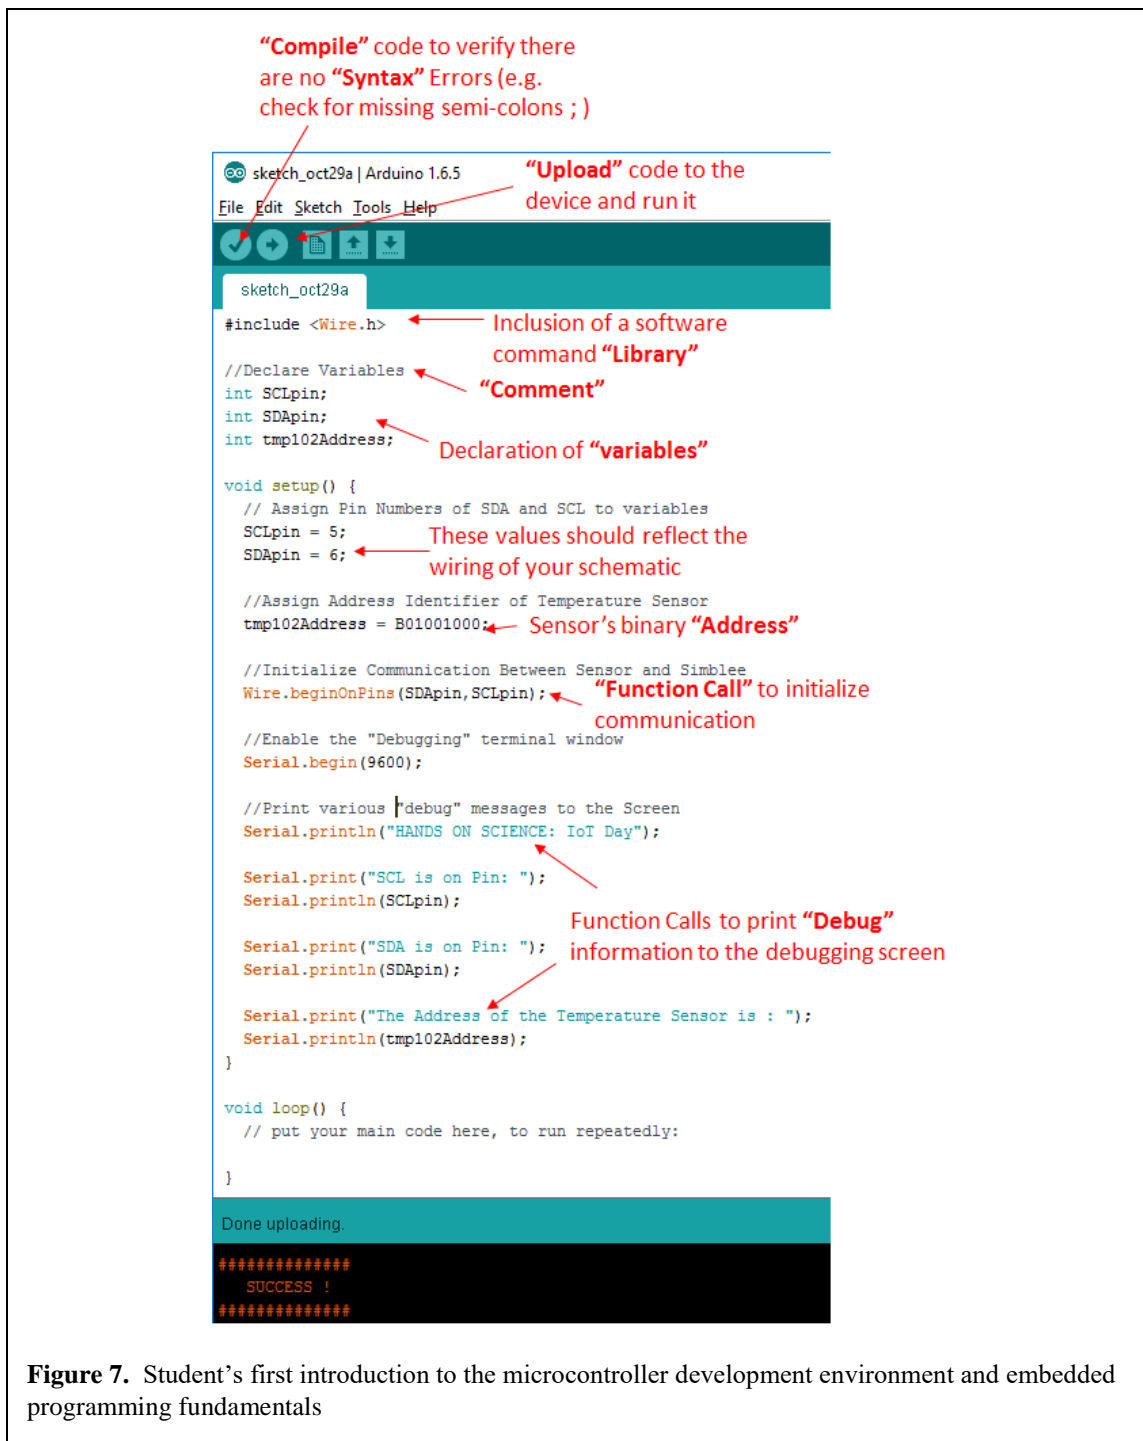 “Compile” code to verify there
are no “Syntax” Errors (e.g.
check for missing semi-colons ; )
sketch_oct29a | Arduino 1.6.5
“Upload” code to the
device and run it
File Edit Sketch Tools Help
sketch_oct29a
#include <Wire.h>
Inclusion of a software
command “Library”
//Declare Variables
“Comment”
int SCLpin;
int SDApin;
int tmp102Address;
Declaration of “variables”
void setup() {
// Assign Pin Numbers of SDA and SCL to variables
SCLpin = 5;
SDApin = 6;
These values should reflect the
wiring of your schematic
//Assign Address Identifier of Temperature Sensor
tmp102Address = B01001000;
Sensor’s binary “Address”
//Initialize Communication Between Sensor and Simblee
Wire.beginOnPins(SDApin,SCLpin);
“Function Call” to initialize
communication
//Enable the "Debugging" terminal window
Serial.begin(9600);
//Print various "debug" messages to the Screen
Serial.println("HANDS ON SCIENCE: IoT Day");
Serial.print("SCL is on Pin: ");
Serial.println(SCLpin);
Function Calls to print “Debug”
information to the debugging screen
Serial.print("SDA is on Pin: ");
Serial.println(SDApin);
Serial.print("The Address of the Temperature Sensor is : ");
Serial.println(tmp102Address);
}
void loop() {
// put your main code here, to run repeatedly:
}
Done uploading.
##############
SUCCESS !
##############
Figure 7. Student’s first introduction to the microcontroller development environment and embedded
programming fundamentals